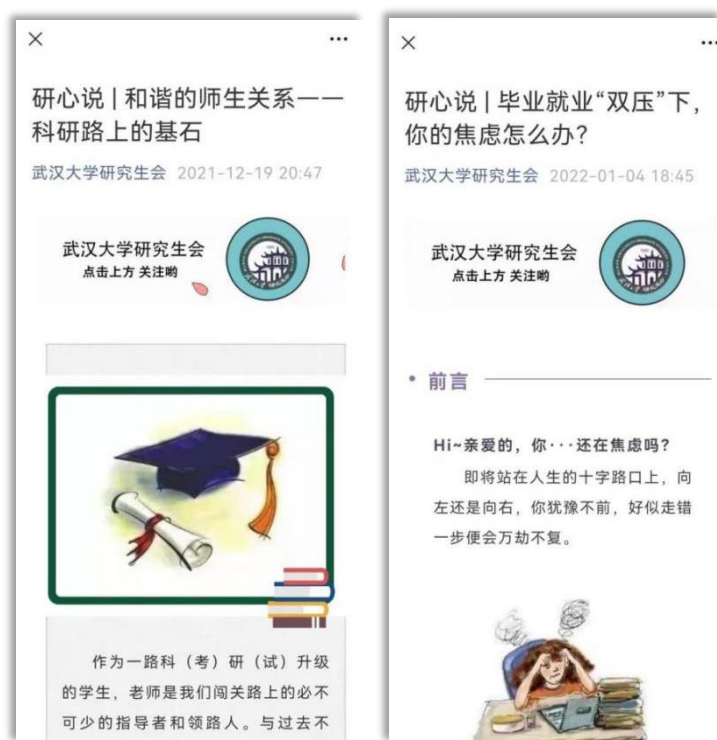 研心说 | 和谐的师生关系——
科研路上的基石
武汉大学研究生会 2021-12-19 20:47
武汉大学研究生会
点击上方 关注哟
作为一路科（考）研（试）升级
的学生，老师是我们闯关路上的必不
可少的指导者和领路人。与过去不
研心说 | 毕业就业“双压”下，
你的焦虑怎么办？
武汉大学研究生会 2022-01-04 18:45
武汉大学研究生会
点击上方 关注哟
前言
Hi~亲爱的，你···还在焦虑吗？
即将站在人生的十字路口上，向
左还是向右，你犹豫不前，好似走错
一步便会万劫不复。